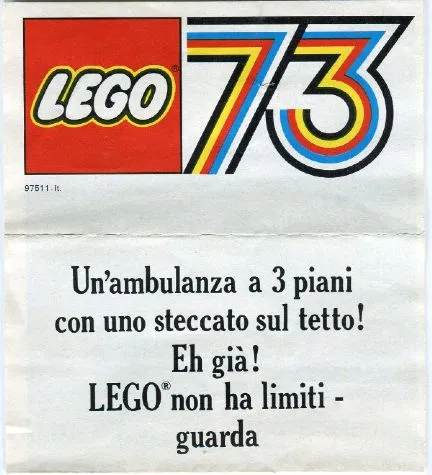 LEGO® 73
97511-It.
Un'ambulanza a 3 piani
con uno steccato sul tetto!
Eh già!
LEGO® non ha limiti -
guarda